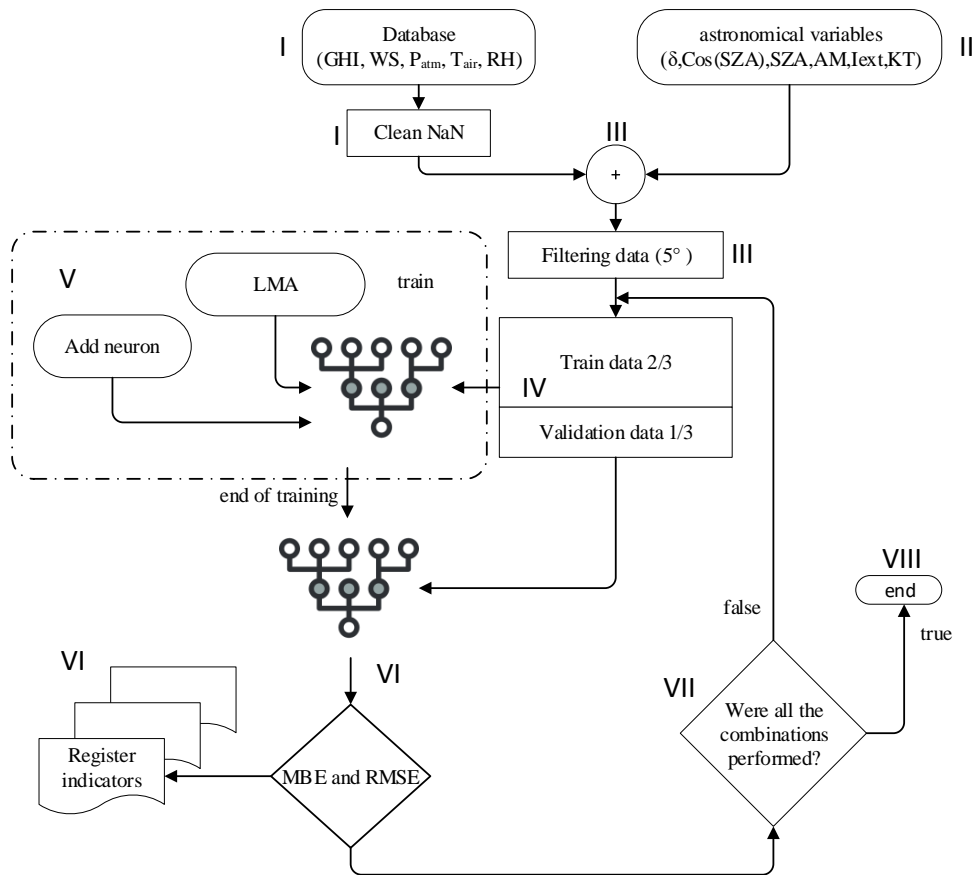 I
Database
(GHI, WS, Patm, Tair, RH)
astronomical variables
(δ,Cos(SZA),SZA,AM,Iext,KT)
II
I
Clean NaN
III
+
Filtering data (5° )
III
V
LMA
train
Add neuron
Train data 2/3
IV
Validation data 1/3
end of training
VIII
end
false
true
VI
VI
VII
Were all the
combinations
performed?
Register
indicators
MBE and RMSE